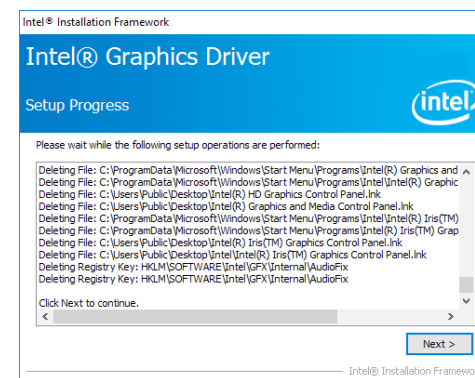 Intel® Installation Framework
Intel® Graphics Driver
Setup Progress
intel
Please wait while the following setup operations are performed:
Deleting File: C:\ProgramData\Microsoft\Windows\Start Menu\Programs\Intel(R) Graphics and
Deleting File: C:\ProgramData\Microsoft\Windows\Start Menu\Programs\Intel\Intel(R) Graphic
Deleting File: C:\Users\Public\Desktop\Intel(R) HD Graphics Control Panel.lnk
Deleting File: C:\Users\Public\Desktop\Intel(R) Graphics and Media Control Panel.lnk
Deleting File: C:\ProgramData\Microsoft\Windows\Start Menu\Programs\Intel\Intel(R) Iris(TM)
Deleting File: C:\ProgramData\Microsoft\Windows\Start Menu\Programs\Intel(R) Iris(TM) Grap
Deleting File: C:\Users\Public\Desktop\Intel(R) Iris(TM) Graphics Control Panel.lnk
Deleting File: C:\Users\Public\Desktop\Intel\Intel(R) Iris(TM) Graphics Control Panel.lnk
Deleting Registry Key: HKLM\SOFTWARE\Intel\GFX\Internal\AudioFix
Deleting Registry Key: HKLM\SOFTWARE\Intel\GFX\Internal\AudioFix
Click Next to continue.
Next >
Intel® Installation Framewo